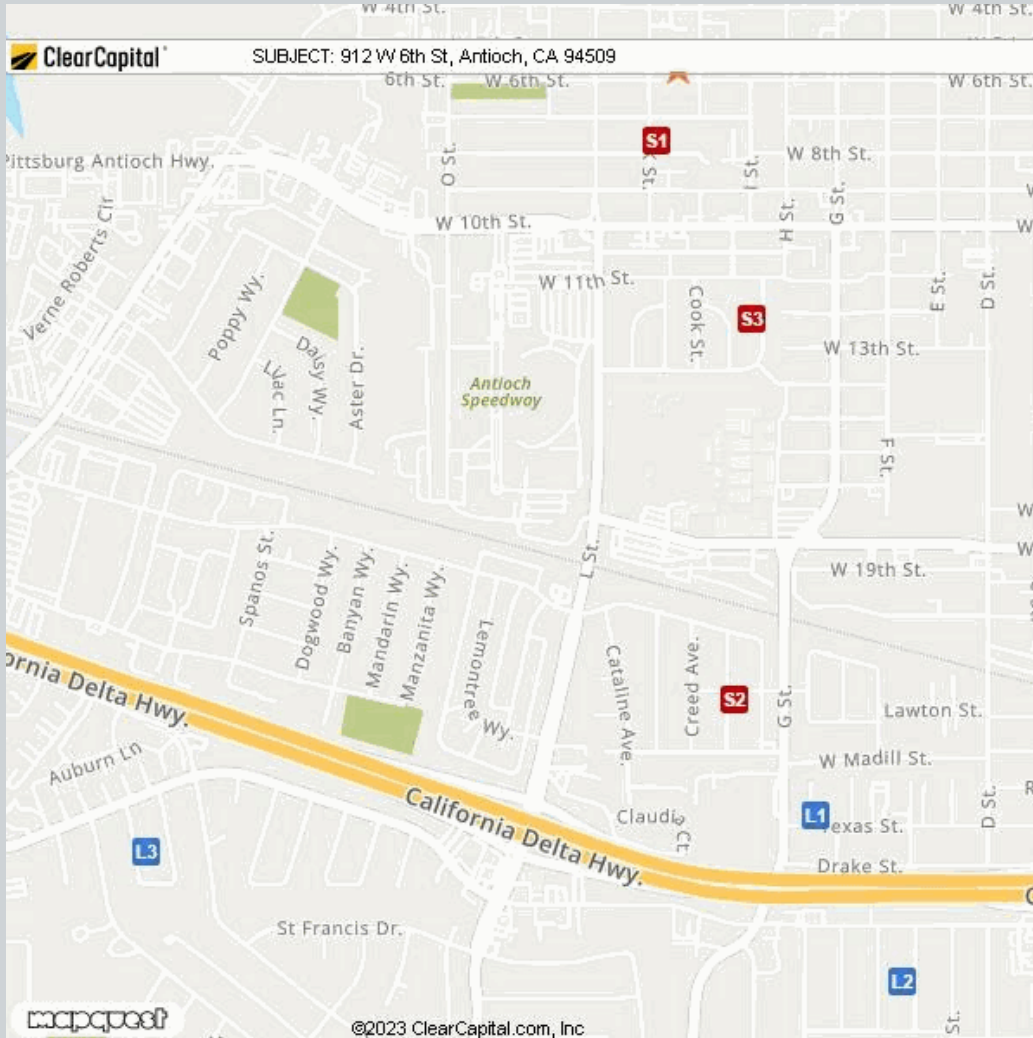 W 4th St.
W 4th St.
ClearCapital
SUBJECT: 912 W 6th St, Antioch, CA 94509
6th St.
W 6th St.
W 6th St.
S1
Pittsburg Antioch Hwy.
O St.
St.
I St.
W 8th St.
H St.
G St.
W 10th St.
W
Verne Roberts Cir
Poppy Wy.
W 11th St.
Cook St.
S3
E St.
D St.
Daisy Wy.
Aster Dr.
W 13th St.
Antioch
Speedway
F St.
W
L St.
W
W 19th St.
Spanos St.
Dogwood Wy.
Banyan Wy.
Mandarin Wy.
Manzanita Wy.
Lemontree Wy.
Cataline Ave.
Creed Ave.
S2
G St.
Lawton St.
ornia Delta Hwy.
Auburn Ln
W Madill St.
California Delta Hwy.
Claudia Ct.
L1
exas St.
D St.
L3
Drake St.
St Francis Dr.
L2
mapquest
©2023 ClearCapital.com, Inc
St.